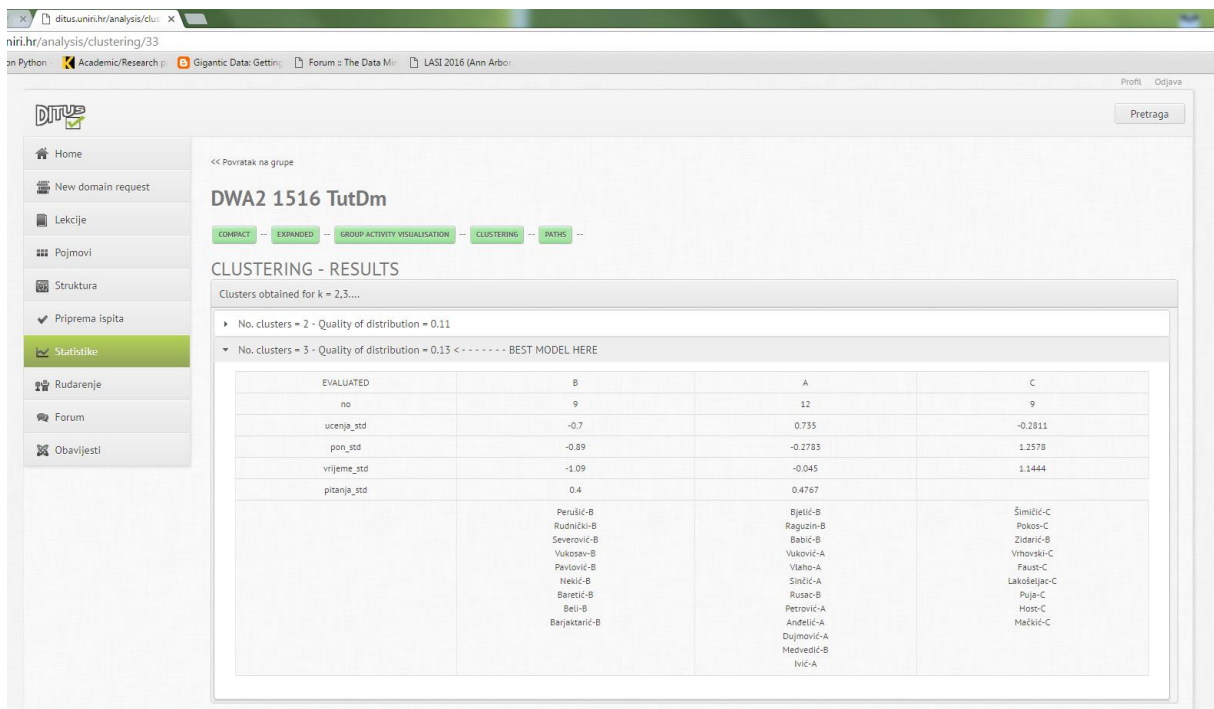 ditus.uniri.hr/analysis/clus
niri.hr/analysis/clustering/33
on Python
Academic/Research p
Gigantic Data: Getting
Forum :: The Data Mi
LASI 2016 (Ann Arbor
Profil Odjava
DITUS
Pretraga
Home
New domain request
Lekcije
Pojmovi
Struktura
Priprema ispita
Statistike
Rudarenje
Forum
Obavijesti
<< Povratak na grupe
DWA2 1516 TutDm
COMPACT -- EXPANDED -- GROUP ACTIVITY VISUALISATION -- CLUSTERING -- PATHS --
CLUSTERING - RESULTS
Clusters obtained for k = 2,3....
No. clusters = 2 - Quality of distribution = 0.11
No. clusters = 3 - Quality of distribution = 0.13 < - - - - - - - BEST MODEL HERE
EVALUATED B A C
no 9 12 9
ucenja_std -0.7 0.735 -0.2811
pon_std -0.89 -0.2783 1.2578
vrijeme_std -1.09 -0.045 1.1444
pitanja_std 0.4 0.4767
Perušić-B Bjelić-B Šimičić-C
Rudnički-B Raguzin-B Pokos-C
Severović-B Babić-B Zidarić-B
Vukosav-B Vuković-A Vrhovski-C
Pavlović-B Vlaho-A Faust-C
Nekić-B Sinčić-A Lakošeljac-C
Baretić-B Rusac-B Puja-C
Beli-B Petrović-A Host-C
Barjaktarić-B Anđelić-A Mačkić-C
Dujmović-A
Medvedić-B
Ivić-A